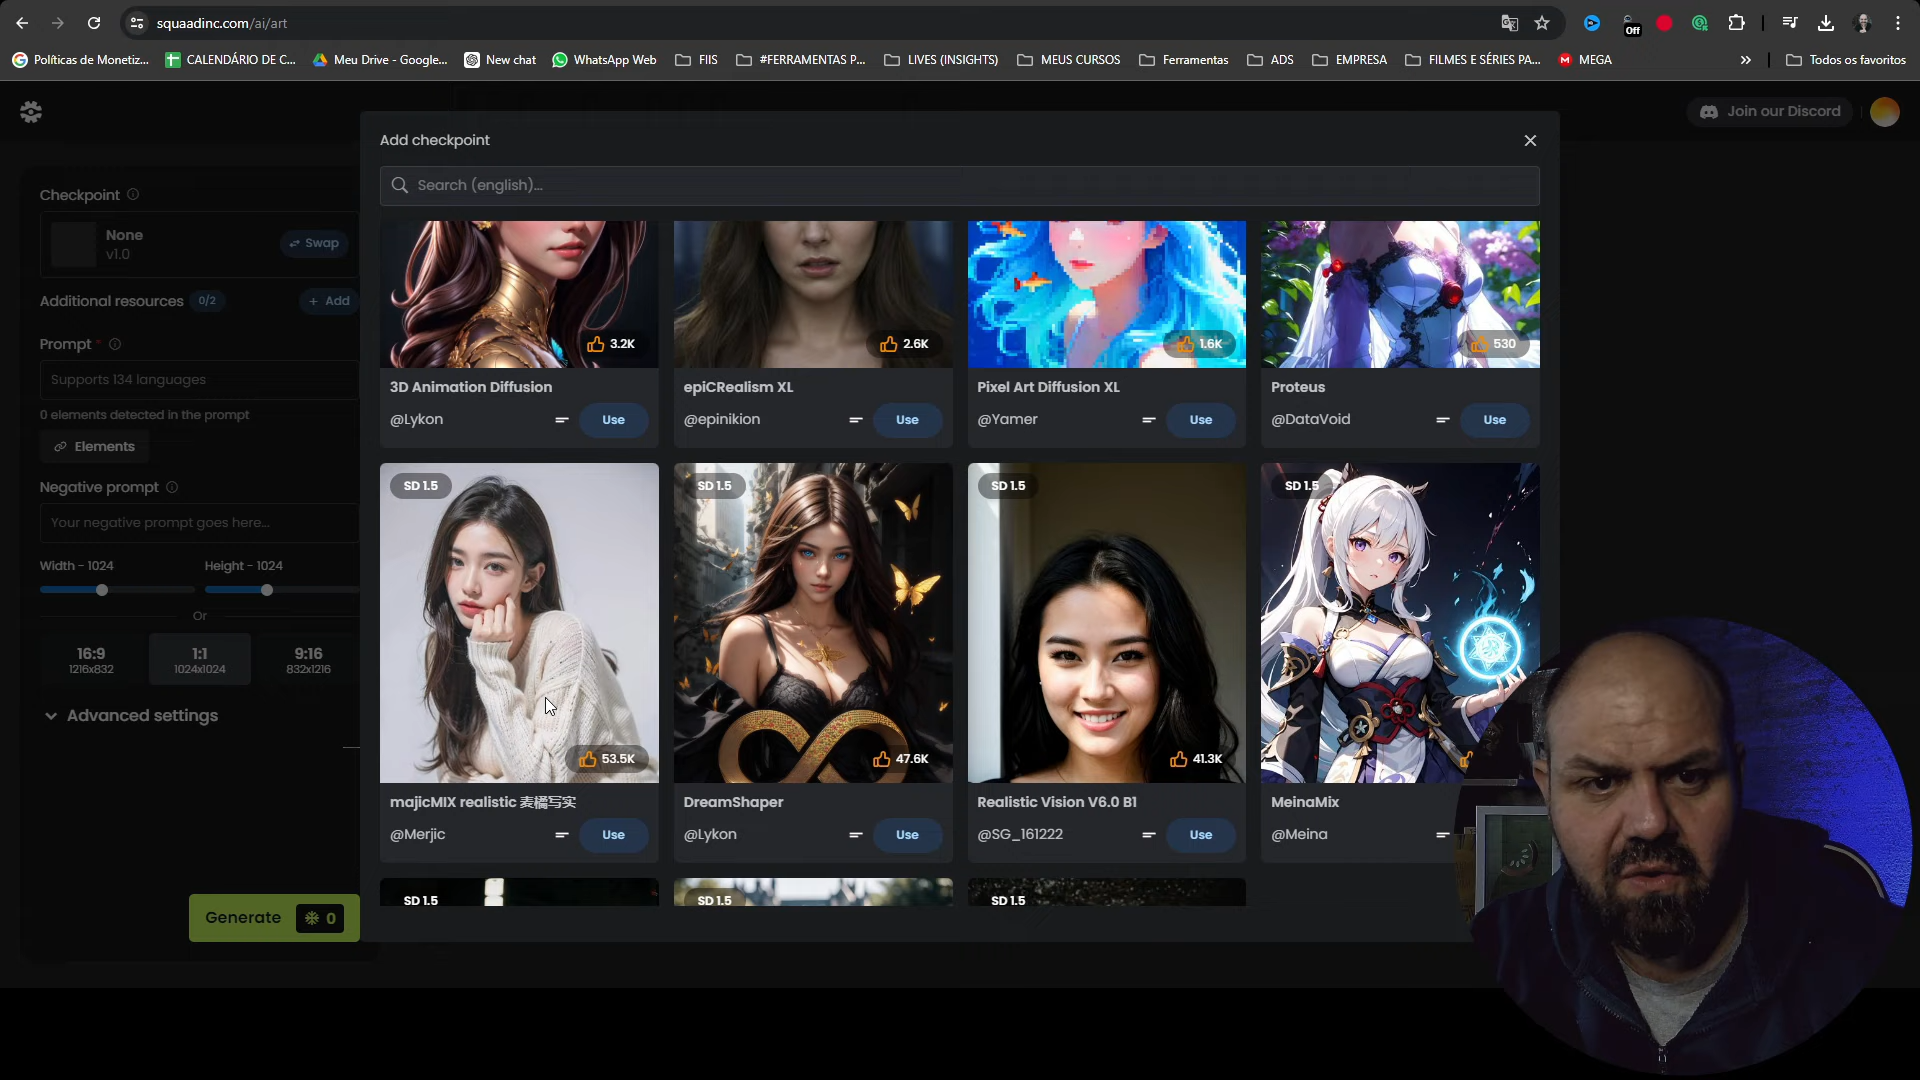 squaadinc.com/ai/art
Off
Políticas de Monetiz...
CALENDÁRIO DE C...
Meu Drive - Google...
New chat
WhatsApp Web
FIIS
#FERRAMENTAS P...
LIVES (INSIGHTS)
MEUS CURSOS
Ferramentas
ADS
EMPRESA
FILMES E SÉRIES PA...
MEGA
Todos os favoritos
Join our Discord
Checkpoint
None
v1.0
Swap
Additional resources 0/2
+ Add
Prompt *
Supports 134 languages
0 elements detected in the prompt
Elements
Negative prompt
Your negative prompt goes here...
Width - 1024
Height - 1024
Or
16:9
1216x832
1:1
1024x1024
9:16
832x1216
Advanced settings
Generate 0
Add checkpoint
Search (english)...
3.2K
3D Animation Diffusion
@Lykon
Use
2.6K
epiCRealism XL
@epinikion
Use
1.6K
Pixel Art Diffusion XL
@Yamer
Use
530
Proteus
@DataVoid
Use
SD 1.5
53.5K
majicMIX realistic 麦橘写实
@Merjic
Use
SD 1.5
47.6K
DreamShaper
@Lykon
Use
SD 1.5
41.3K
Realistic Vision V6.0 B1
@SG_161222
Use
SD 1.5
MeinaMix
@Meina
SD 1.5
SD 1.5
SD 1.5